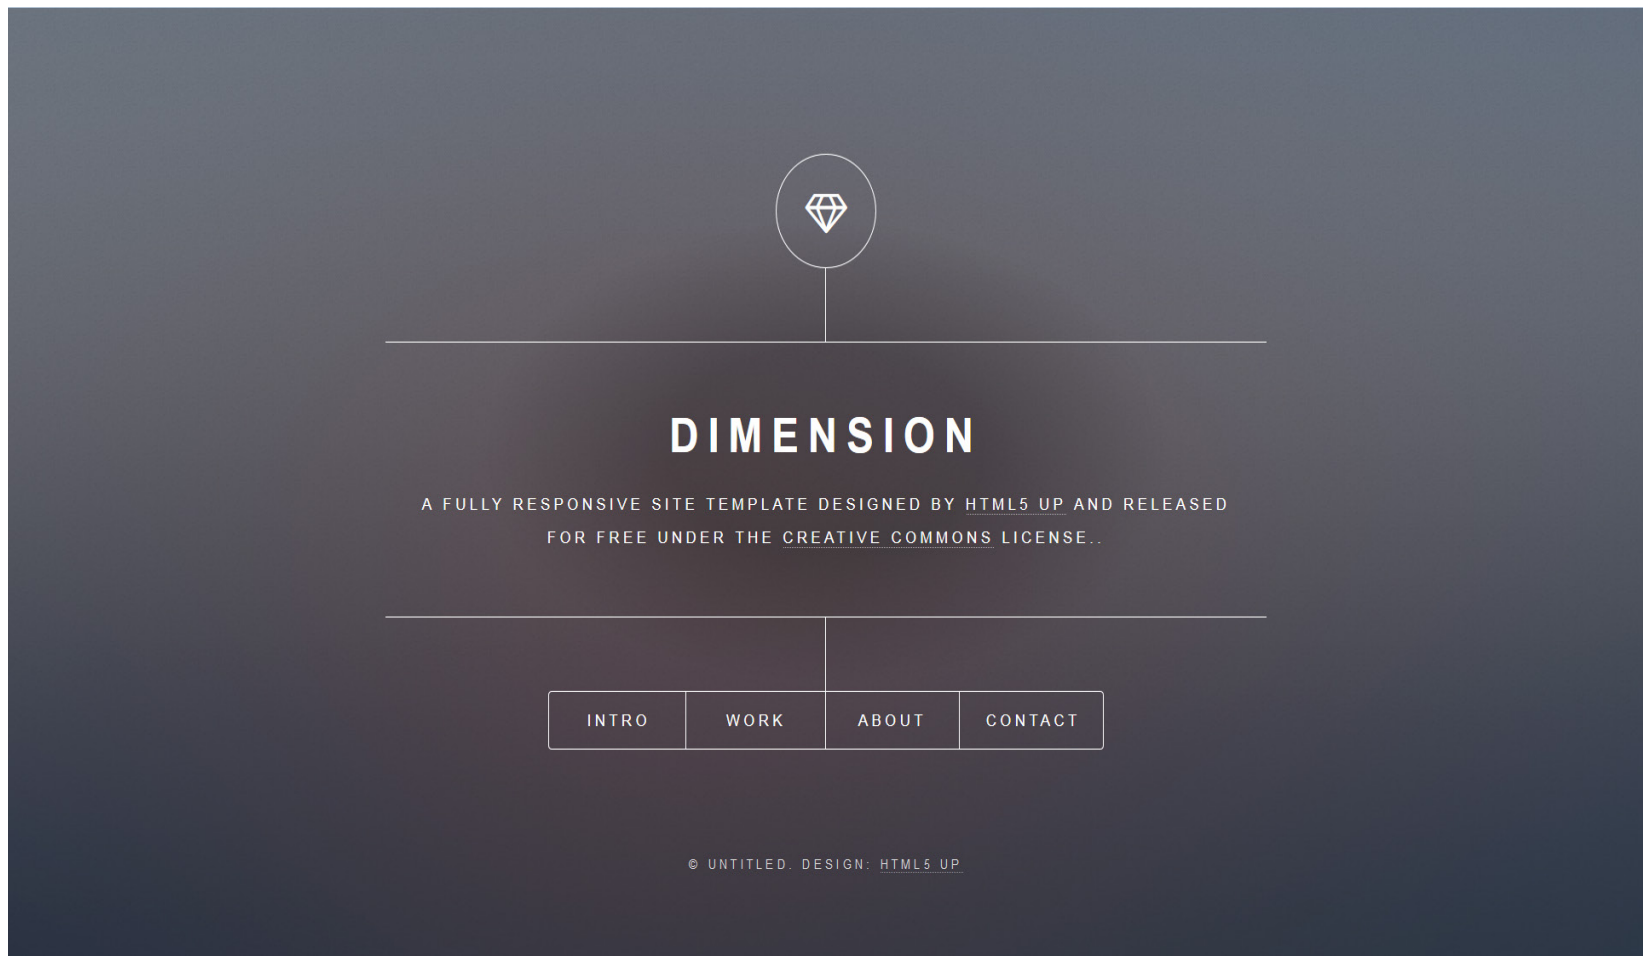 DIMENSION
A FULLY RESPONSIVE SITE TEMPLATE DESIGNED BY HTML5 UP AND RELEASED
FOR FREE UNDER THE CREATIVE COMMONS LICENSE..
INTRO WORK ABOUT CONTACT
© UNTITLED. DESIGN: HTML5 UP